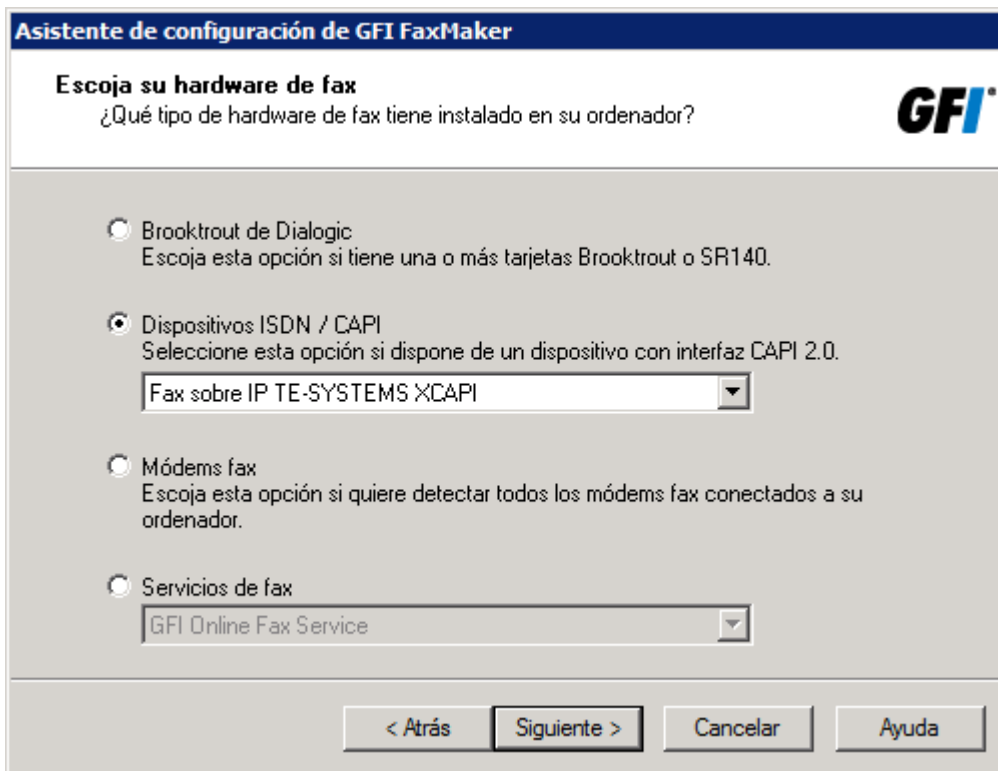 Asistente de configuración de GFI FaxMaker
Escoja su hardware de fax
¿Qué tipo de hardware de fax tiene instalado en su ordenador?
GFI
Brooktrout de Dialogic
Escoja esta opción si tiene una o más tarjetas Brooktrout o SR140.
Dispositivos ISDN / CAPI
Seleccione esta opción si dispone de un dispositivo con interfaz CAPI 2.0.
Fax sobre IP TE-SYSTEMS XCAPI
Módems fax
Escoja esta opción si quiere detectar todos los módems fax conectados a su
ordenador.
Servicios de fax
GFI Online Fax Service
< Atrás
Siguiente >
Cancelar
Ayuda